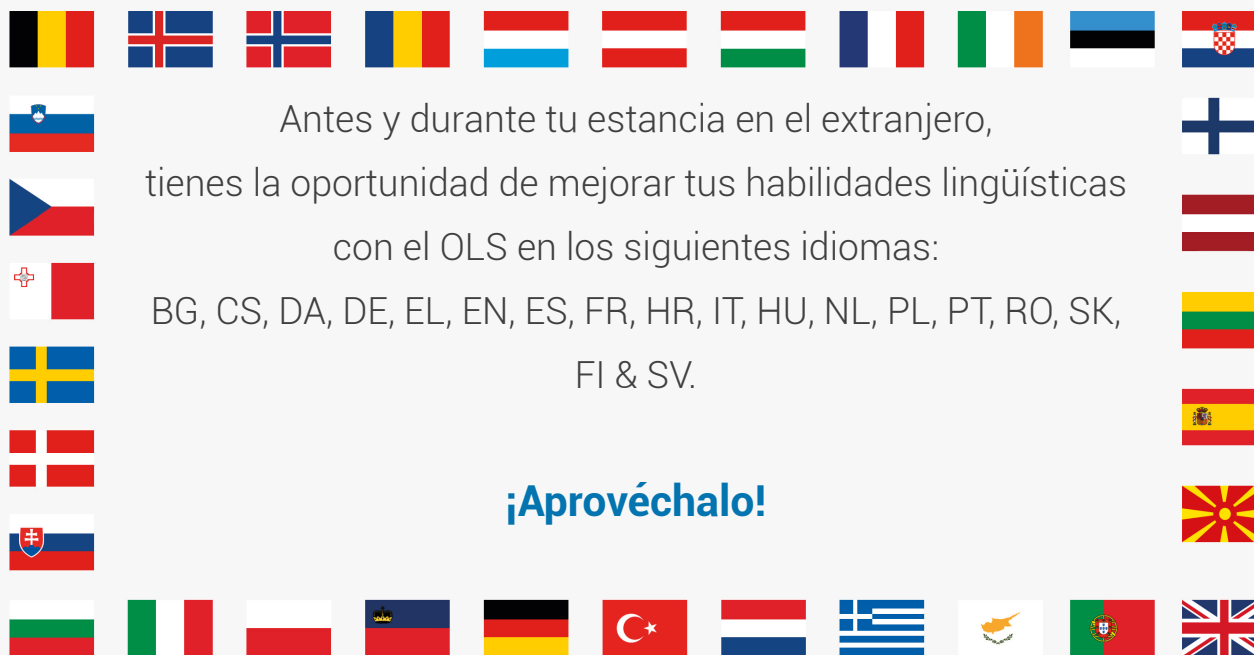 Antes y durante tu estancia en el extranjero,
tienes la oportunidad de mejorar tus habilidades lingüísticas
con el OLS en los siguientes idiomas:
BG, CS, DA, DE, EL, EN, ES, FR, HR, IT, HU, NL, PL, PT, RO, SK,
FI & SV.
¡Aprovéchalo!